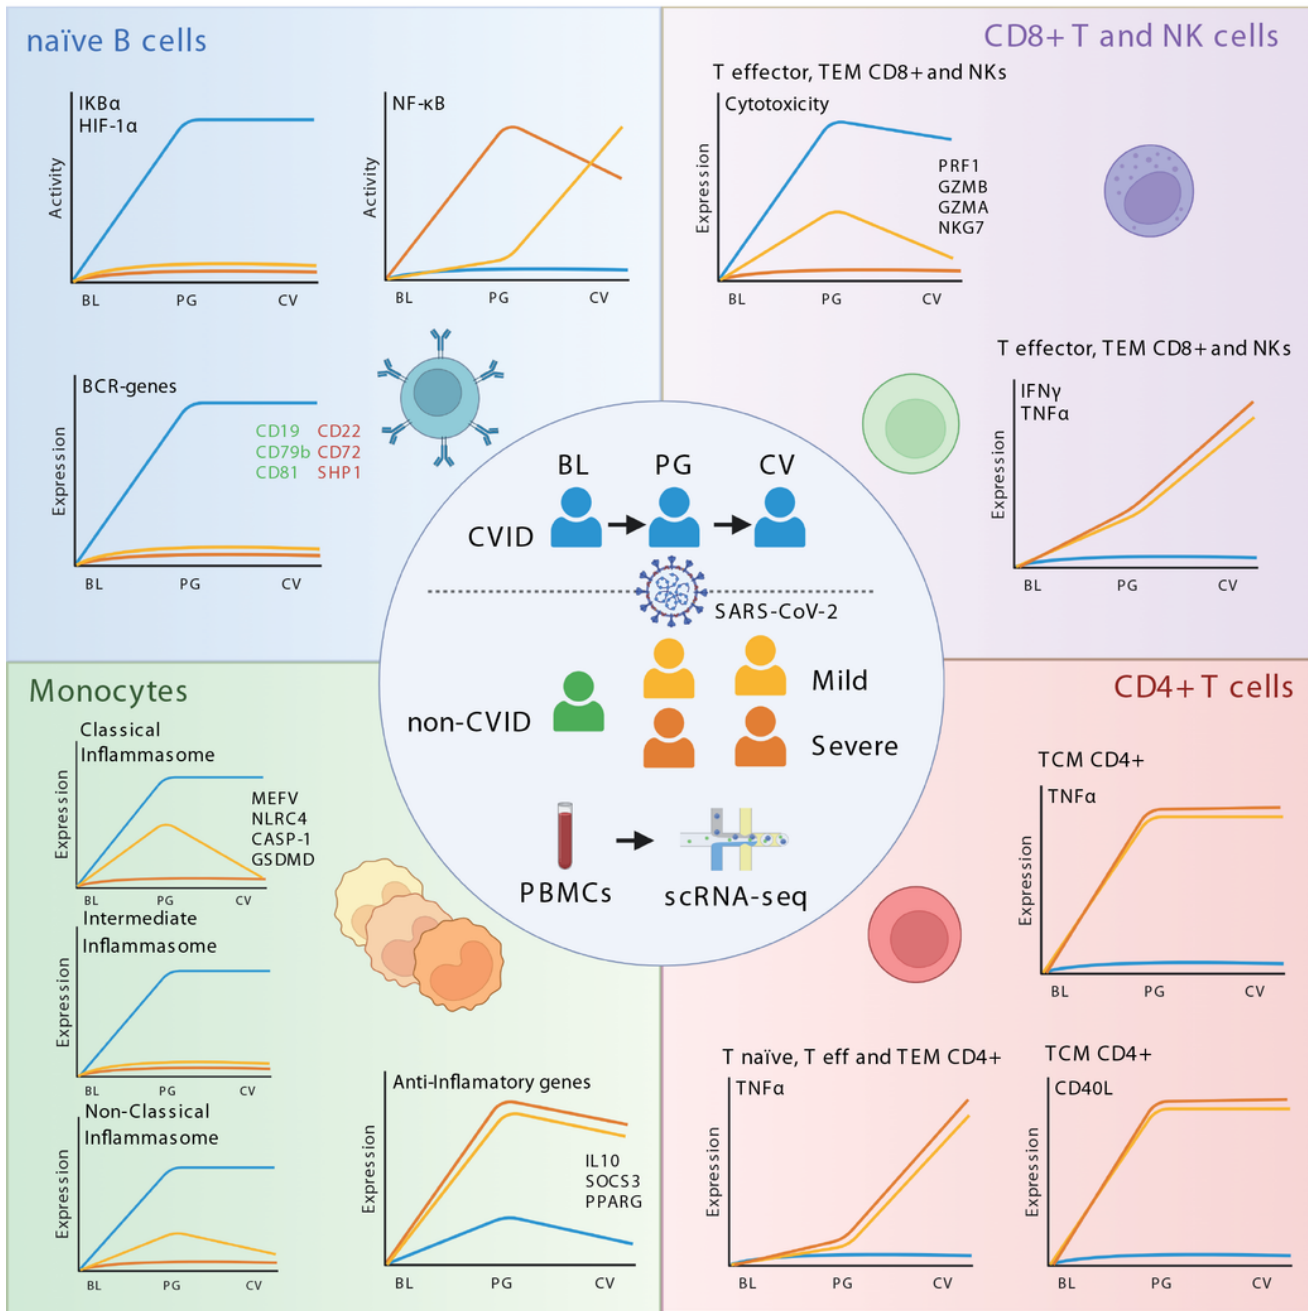 naïve B cells
IKBα
HIF-1α
Activity
BL PG CV
NF-κB
Activity
BL PG CV
BCR-genes
CD19 CD22
CD79b CD72
CD81 SHP1
Expression
BL PG CV
CD8+ T and NK cells
T effector, TEM CD8+ and NKs
Cytotoxicity
PRF1
GZMB
GZMA
NKG7
Expression
BL PG CV
T effector, TEM CD8+ and NKs
IFNγ
TNFα
Expression
BL PG CV
BL PG CV
CVID
SARS-CoV-2
Mild
non-CVID
Severe
PBMCs
scRNA-seq
Monocytes
Classical
Inflammasome
MEFV
NLRC4
CASP-1
GSDMD
Expression
BL PG CV
Intermediate
Inflammasome
Expression
BL PG CV
Non-Classical
Inflammasome
Expression
BL PG CV
Anti-Inflamatory genes
IL10
SOCS3
PPARG
Expression
BL PG CV
CD4+ T cells
TCM CD4+
TNFα
Expression
BL PG CV
T naïve, T eff and TEM CD4+
TNFα
Expression
BL PG CV
TCM CD4+
CD40L
Expression
BL PG CV